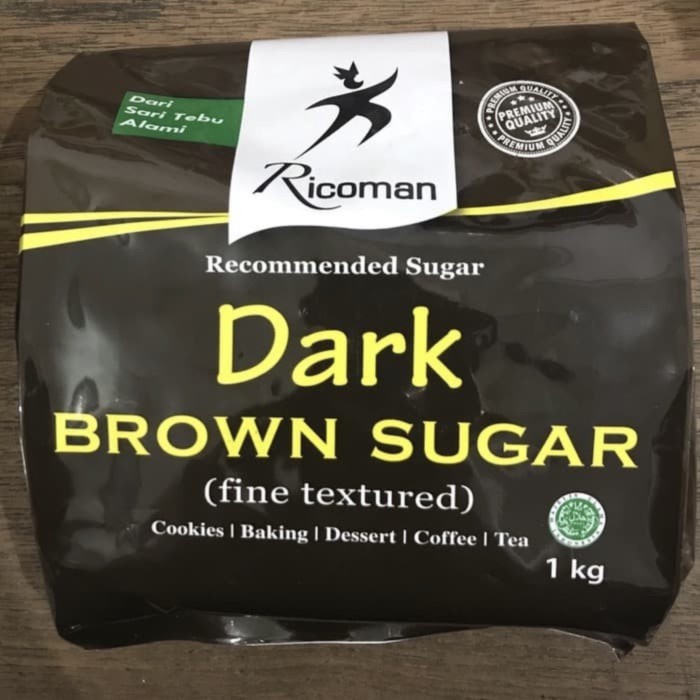 Dari
Sari Tebu
Alami
Ricoman
PREMIUM QUALITY
PREMIUM
QUALITY
PREMIUM QUALITY
Recommended Sugar
Dark
BROWN SUGAR
(fine textured)
Cookies | Baking | Dessert | Coffee | Tea
1 kg